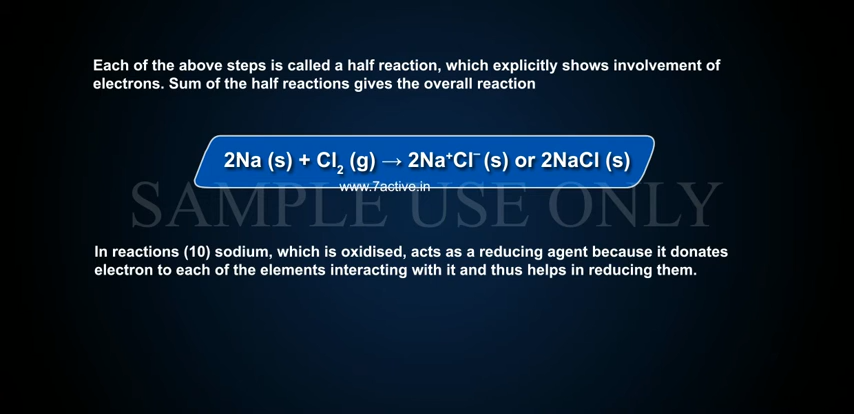 Each of the above steps is called a half reaction, which explicitly shows involvement of
electrons. Sum of the half reactions gives the overall reaction
2Na (s) + Cl₂ (g) → 2Na⁺Cl⁻ (s) or 2NaCl (s)
www.7active.in
SAMPLE USE ONLY
In reactions (10) sodium, which is oxidised, acts as a reducing agent because it donates
electron to each of the elements interacting with it and thus helps in reducing them.